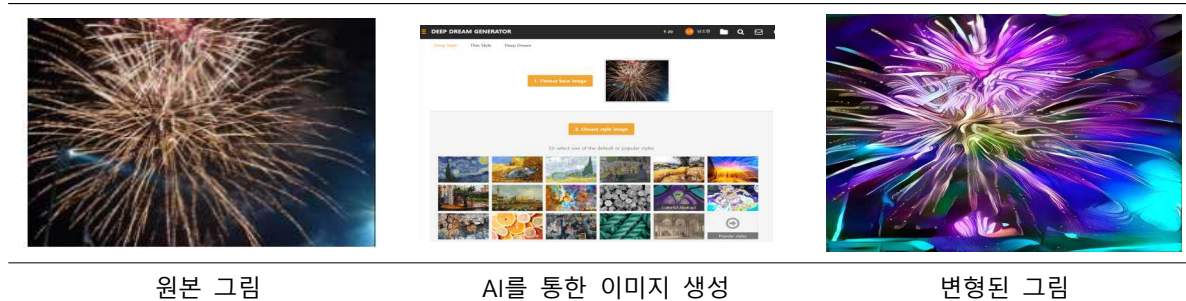 DEEP DREAM GENERATOR
Deep Style Thin Style Deep Dream
1. Choose base image
2. Choose style image
Or select one of the default or popular styles
Colorful Abstract
Popular styles
원본 그림
AI를 통한 이미지 생성
변형된 그림